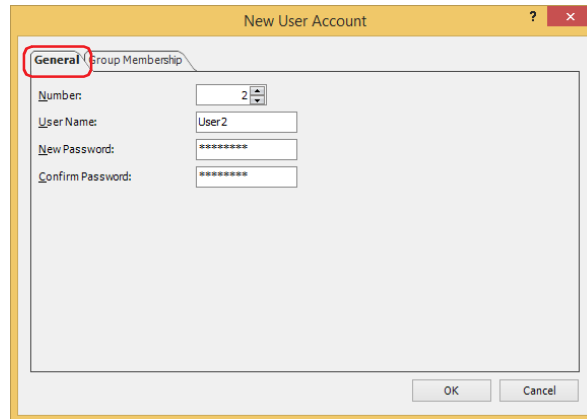 New User Account
? ×
General Group Membership
Number: 2
User Name: User2
New Password: ********
Confirm Password: ********
OK Cancel